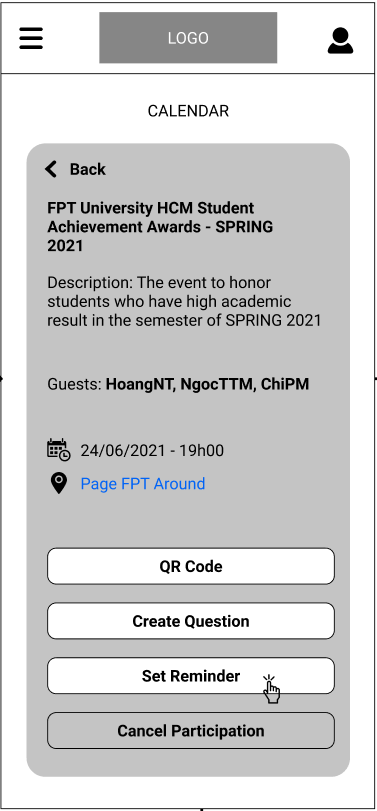 LOGO
CALENDAR
Back
FPT University HCM Student
Achievement Awards - SPRING
2021
Description: The event to honor
students who have high academic
result in the semester of SPRING 2021
Guests: HoangNT, NgocTTM, ChiPM
24/06/2021 - 19h00
Page FPT Around
QR Code
Create Question
Set Reminder
Cancel Participation